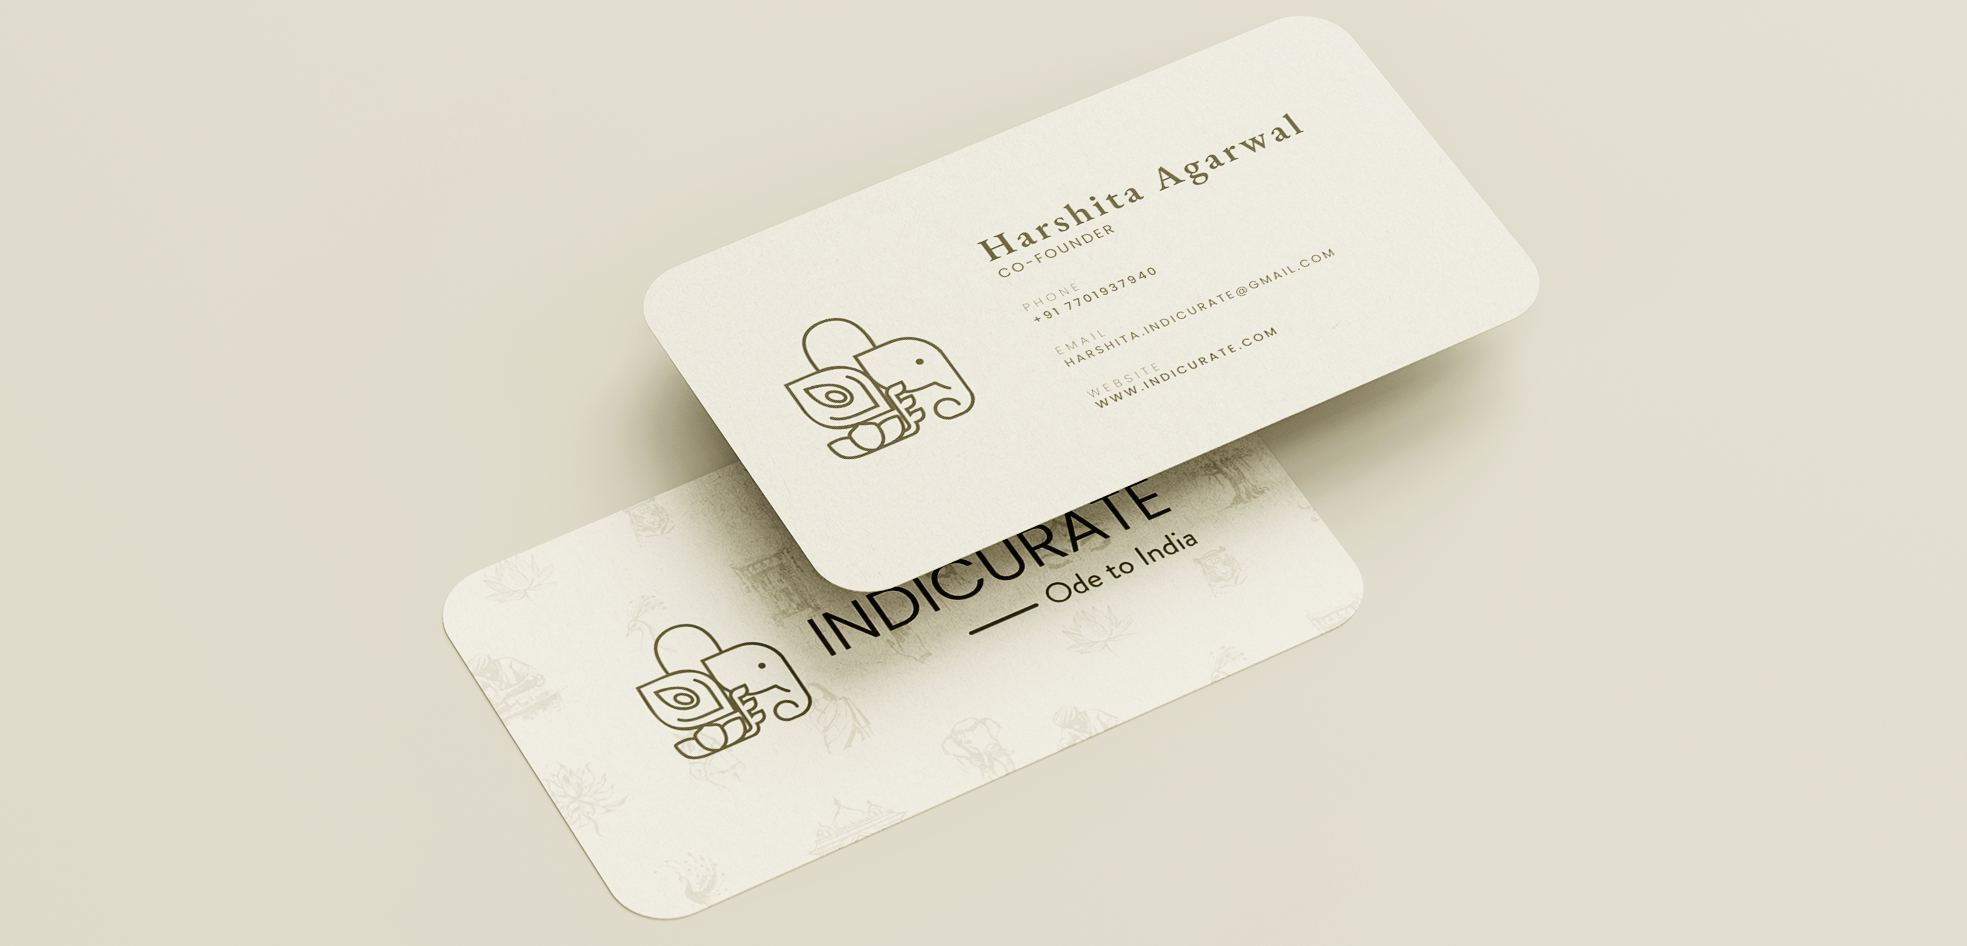 Harshita Agarwal
CO-FOUNDER
PHONE
+91 7701937940
EMAIL
HARSHITA.INDICURATE@GMAIL.COM
WEBSITE
WWW.INDICURATE.COM
INDICURATE
Ode to India